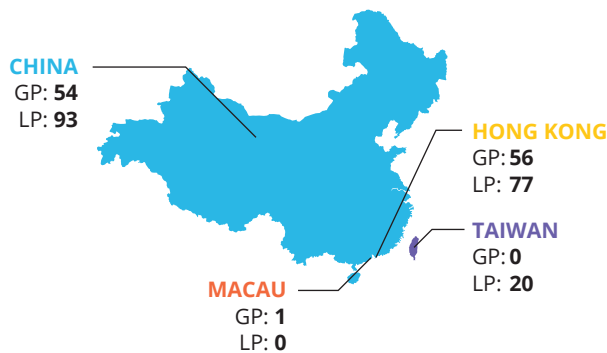 CHINA
GP: 54
LP: 93
HONG KONG
GP: 56
LP: 77
TAIWAN
GP: 0
LP: 20
MACAU
GP: 1
LP: 0